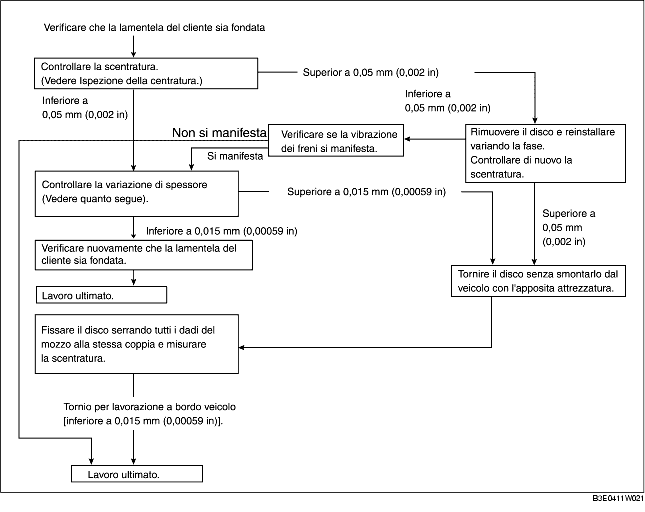 Verificare che la lamentela del cliente sia fondata
Controllare la scentratura.
(Vedere Ispezione della centratura.)
Superior a 0,05 mm (0,002 in)
Inferiore a
0,05 mm (0,002 in)
Inferiore a
0,05 mm (0,002 in)
Rimuovere il disco e reinstallare
variando la fase.
Controllare di nuovo la
scentratura.
Verificare se la vibrazione
dei freni si manifesta.
Non si manifesta
Si manifesta
Controllare la variazione di spessore
(Vedere quanto segue).
Superiore a 0,015 mm (0,00059 in)
Superiore a
0,05 mm
(0,002 in)
Inferiore a 0,015 mm (0,00059 in)
Verificare nuovamente che la lamentela del
cliente sia fondata.
Tornire il disco senza smontarlo dal
veicolo con l'apposita attrezzatura.
Lavoro ultimato.
Fissare il disco serrando tutti i dadi del
mozzo alla stessa coppia e misurare
la scentratura.
Tornio per lavorazione a bordo veicolo
[inferiore a 0,015 mm (0,00059 in)].
Lavoro ultimato.
B3E0411W021